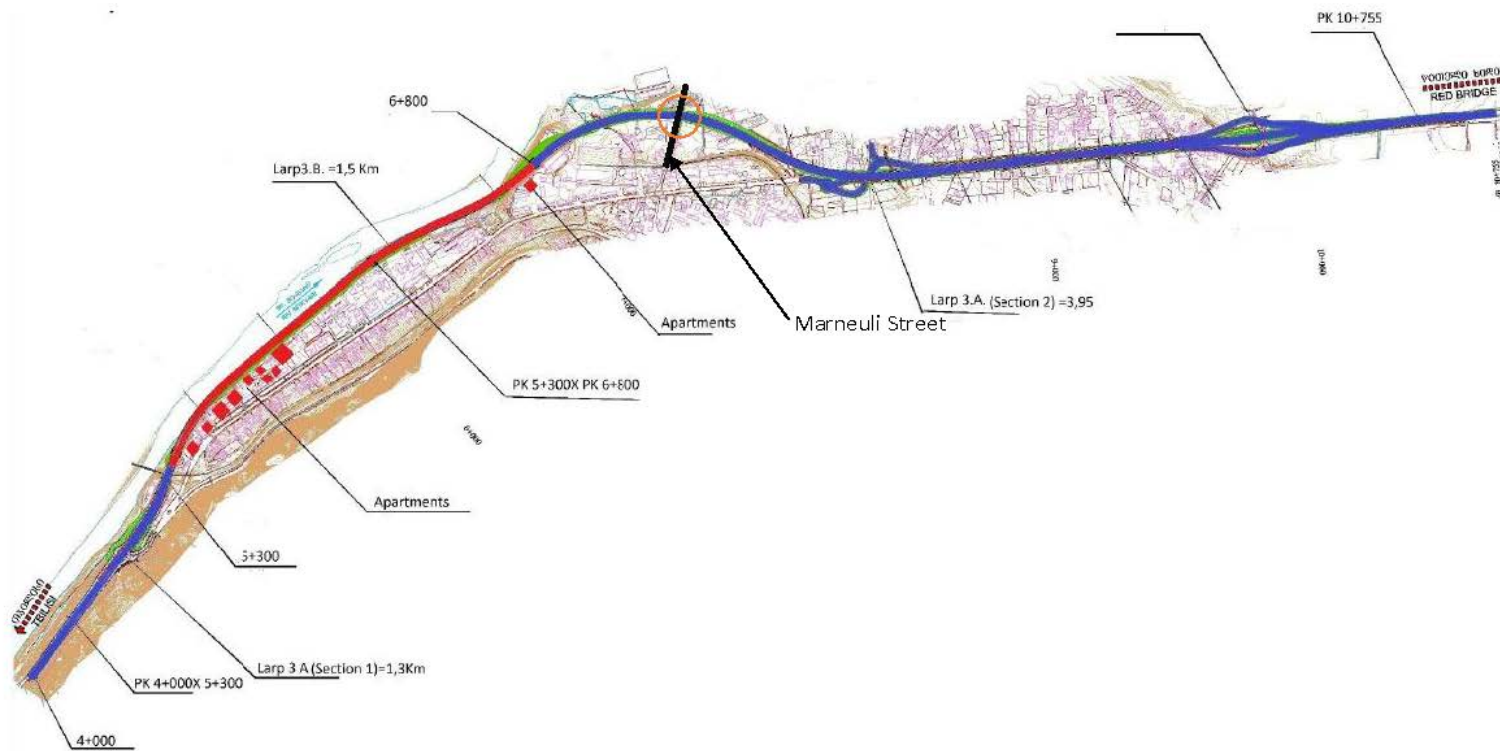 PK 10+755
6+800
RED BRIDGE
Larp3.B. =1,5 Km
Larp 3.A. (Section 2) =3,95
Apartments
Marneuli Street
PK 5+300X PK 6+800
6+000
Apartments
5+300
TBILISI
Larp 3 A (Section 1)=1,3Km
PK 4+000X 5+300
4+000